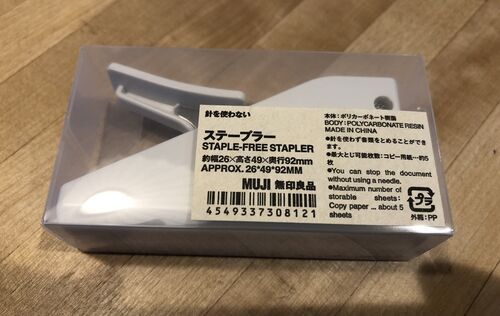 針を使わない
ステープラー
STAPLE-FREE STAPLER
約幅26×高さ49×奥行92mm
APPROX. 26*49*92MM
MUJI 無印良品
4549337308121
本体:ポリカーボネート樹脂
BODY:POLYCARBONATE RESIN
MADE IN CHINA
●針を使わず書類をとめることができ
ます。
●最大とじ可能枚数:コピー用紙…約5
枚
●You can stop the document
without using a needle.
●Maximum number of
storable sheets:
Copy paper ... about 5
sheets
プラ
外箱:PP